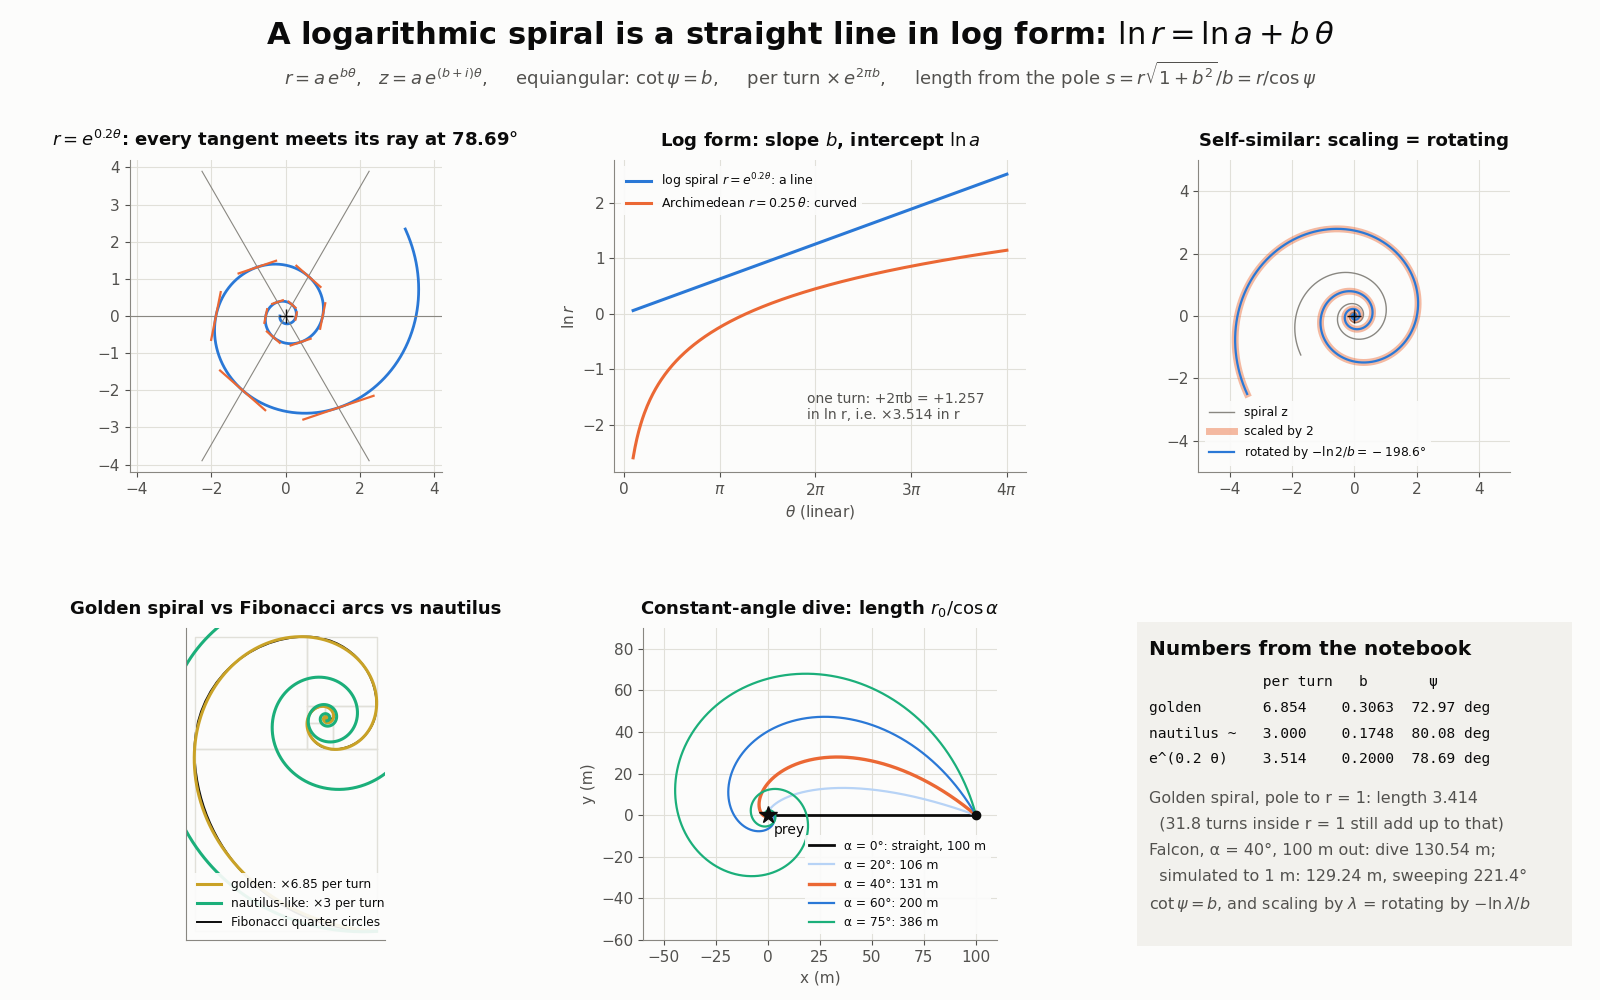 A logarithmic spiral is a straight line in log form: ln r = ln a + b θ
r = a e^{bθ},   z = a e^{(b+i)θ},   equiangular: cot ψ = b,   per turn × e^{2πb},   length from the pole s = r√(1 + b²)/b = r/cos ψ
r = e^{0.2θ}: every tangent meets its ray at 78.69°
4
3
2
1
0
−1
−2
−3
−4
−4 −2 0 2 4
Log form: slope b, intercept ln a
log spiral r = e^{0.2θ}: a line
Archimedean r = 0.25 θ: curved
ln r
2
1
0
−1
−2
one turn: +2πb = +1.257
in ln r, i.e. ×3.514 in r
0 π 2π 3π 4π
θ (linear)
Self-similar: scaling = rotating
4
2
0
−2
−4
spiral z
scaled by 2
rotated by −ln 2/b = −198.6°
−4 −2 0 2 4
Golden spiral vs Fibonacci arcs vs nautilus
golden: ×6.85 per turn
nautilus-like: ×3 per turn
Fibonacci quarter circles
Constant-angle dive: length r₀/cos α
y (m)
80
60
40
20
0
−20
−40
−60
prey
α = 0°: straight, 100 m
α = 20°: 106 m
α = 40°: 131 m
α = 60°: 200 m
α = 75°: 386 m
−50 −25 0 25 50 75 100
x (m)
Numbers from the notebook
per turn b ψ
golden 6.854 0.3063 72.97 deg
nautilus ~ 3.000 0.1748 80.08 deg
e^(0.2 θ) 3.514 0.2000 78.69 deg
Golden spiral, pole to r = 1: length 3.414
(31.8 turns inside r = 1 still add up to that)
Falcon, α = 40°, 100 m out: dive 130.54 m;
simulated to 1 m: 129.24 m, sweeping 221.4°
cot ψ = b, and scaling by λ = rotating by −ln λ/b